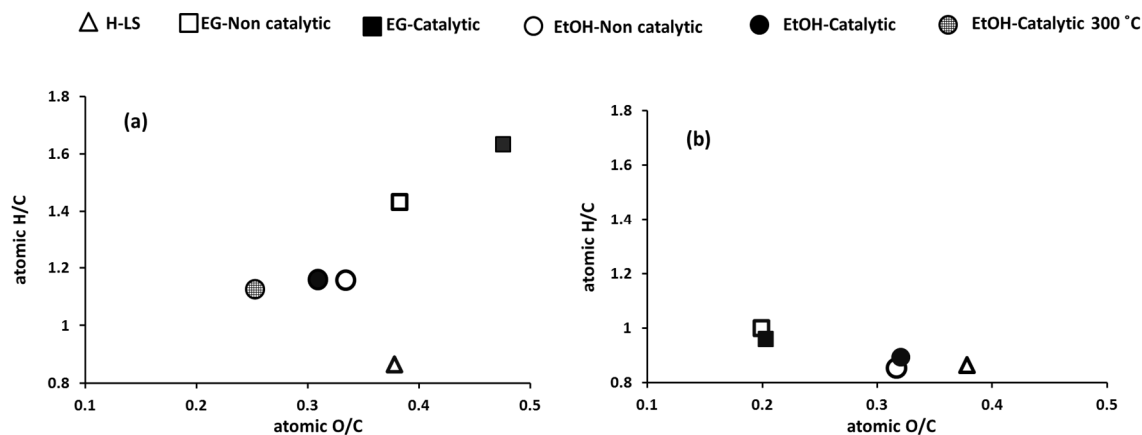 H-LS EG-Non catalytic EG-Catalytic EtOH-Non catalytic EtOH-Catalytic EtOH-Catalytic 300 ˚C
(a)
atomic H/C
1.8
1.6
1.4
1.2
1
0.8
0.1 0.2 0.3 0.4 0.5
atomic O/C
(b)
atomic H/C
1.8
1.6
1.4
1.2
1
0.8
0.1 0.2 0.3 0.4 0.5
atomic O/C